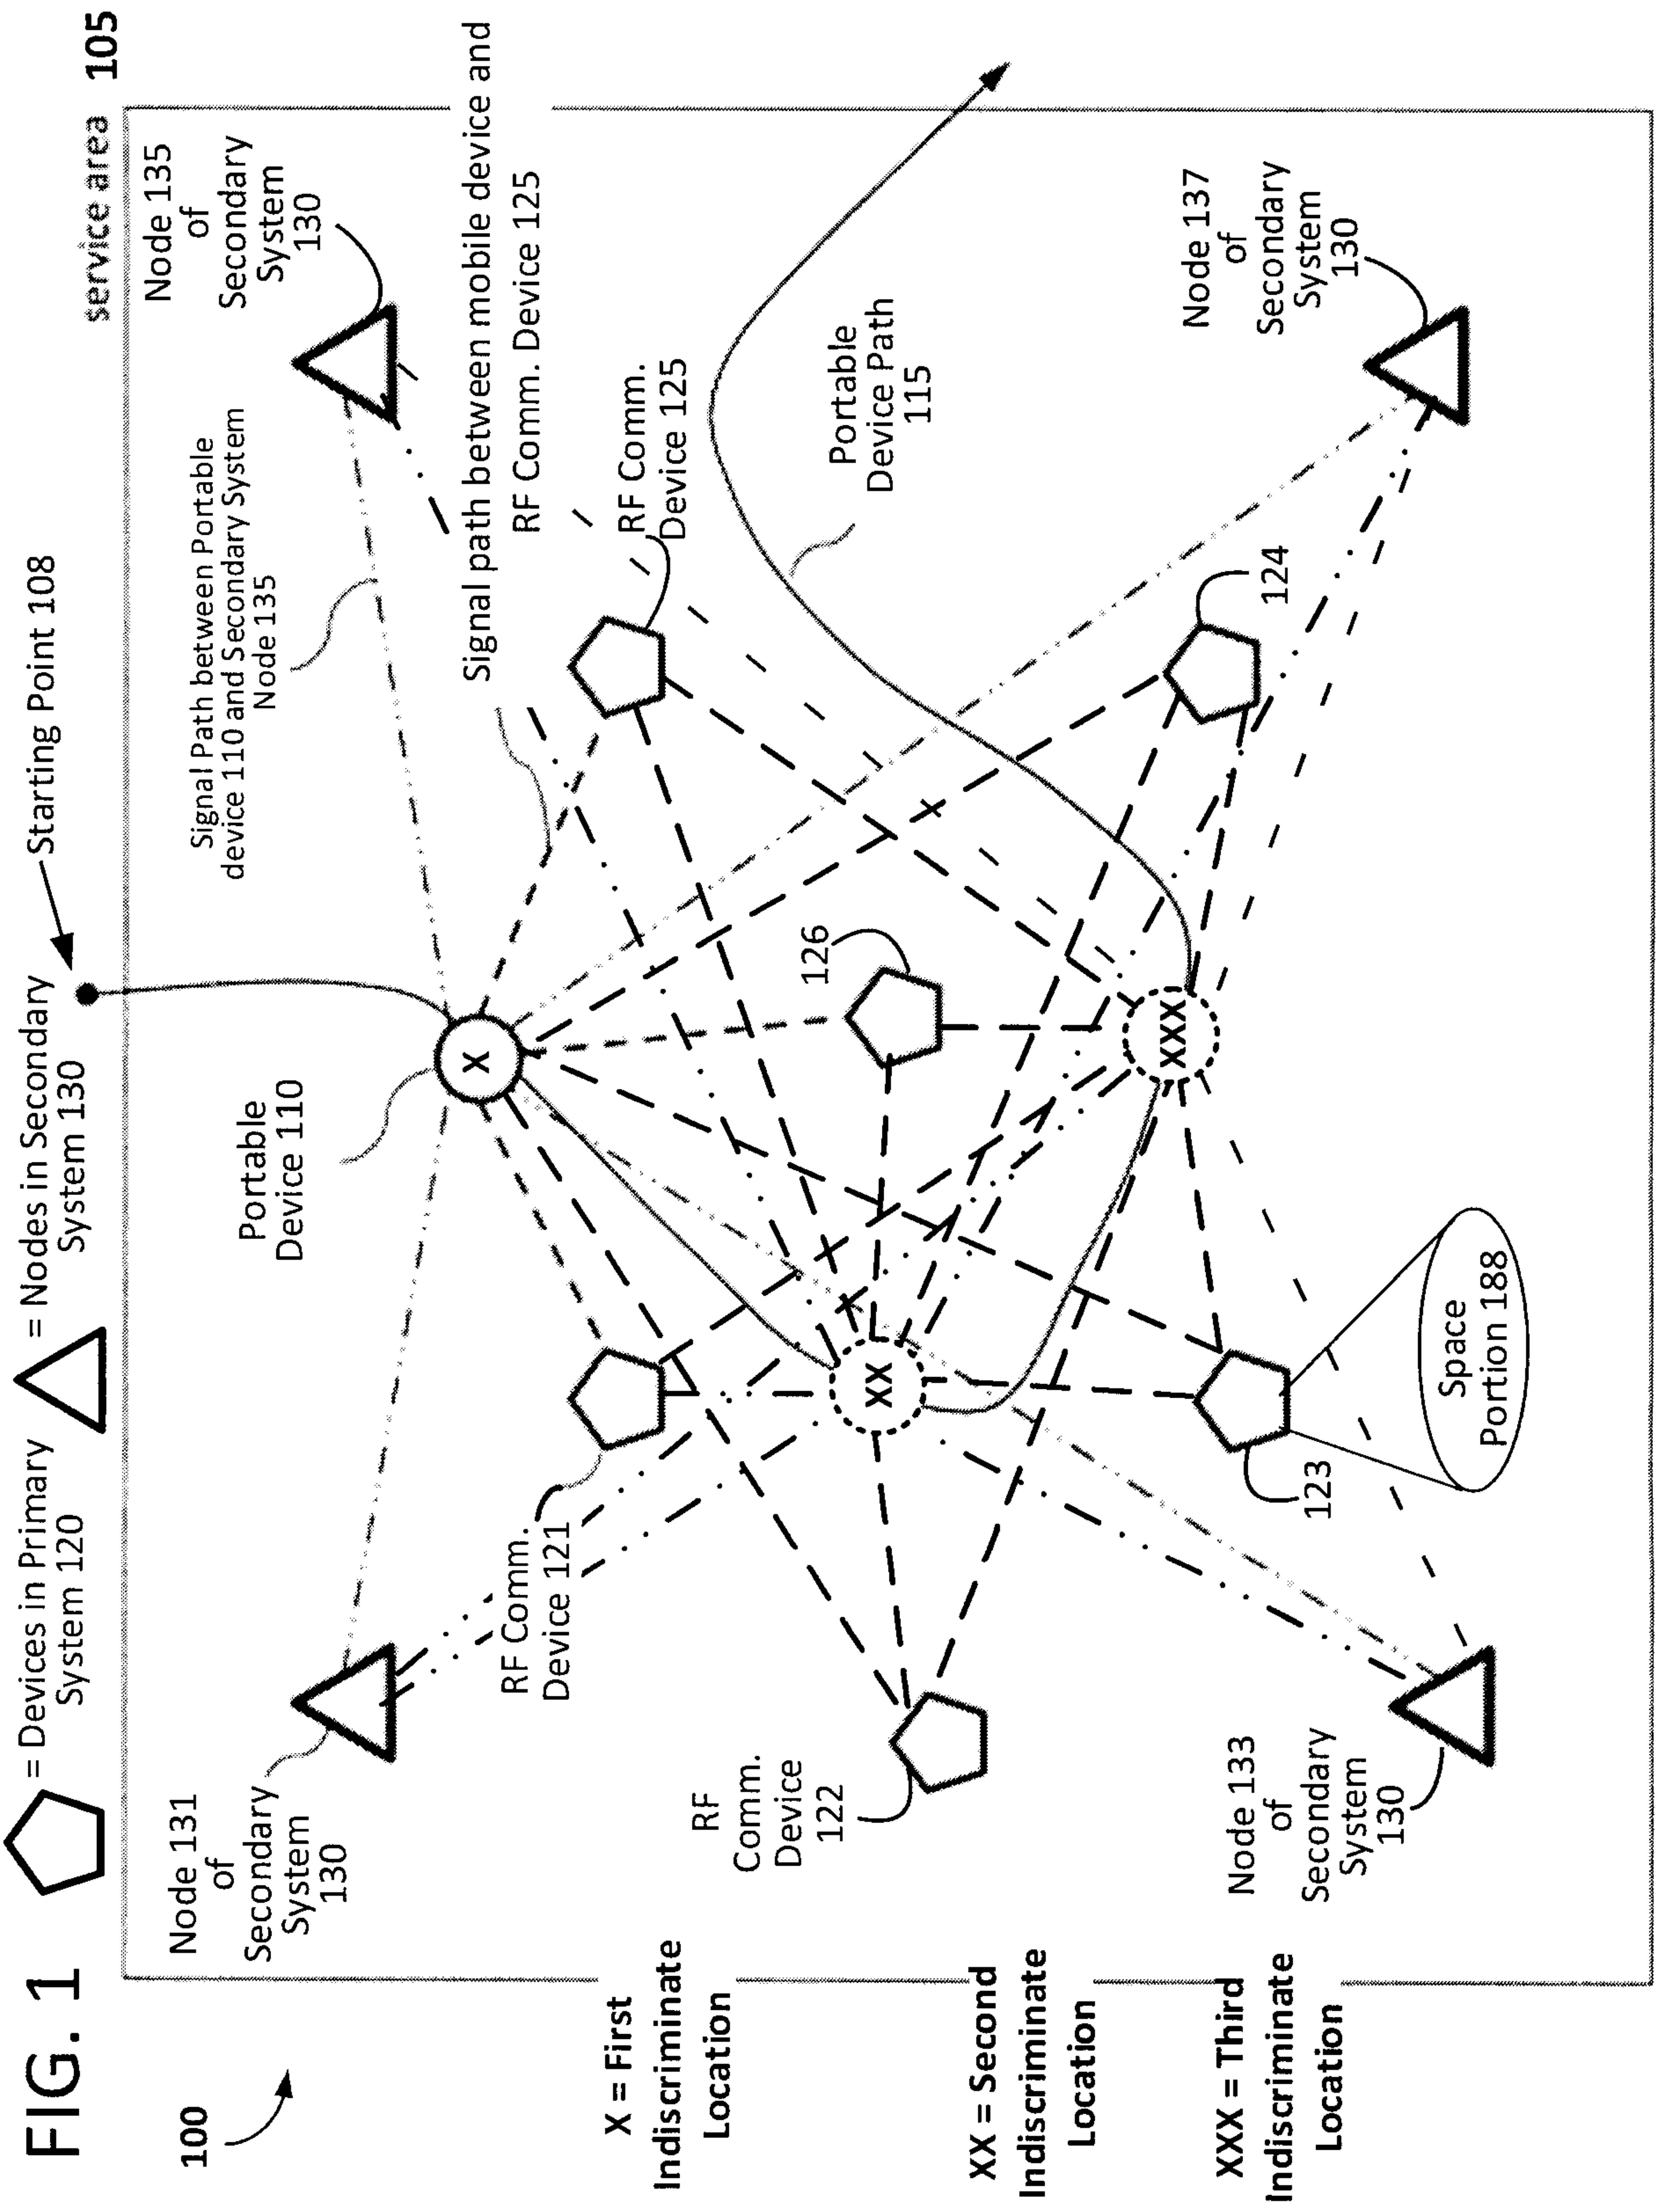 FIG. 1
= Devices in Primary
System 120
= Nodes in Secondary
System 130
Starting Point 108
service area 105
100
Node 131
of
Secondary
System
130
Portable
Device 110
Signal Path between Portable
device 110 and Secondary System
Node 135
Node 135
of
Secondary
System
130
Signal path between mobile device and
RF Comm. Device 125
X
RF Comm.
Device 121
RF Comm.
Device 125
X = First
Indiscriminate
Location
RF
Comm.
Device
122
126
Portable
Device Path
115
XX
XX = Second
Indiscriminate
Location
XXX
124
Node 133
of
Secondary
System
130
123
Node 137
of
Secondary
System
130
XXX = Third
Indiscriminate
Location
Space
Portion 188